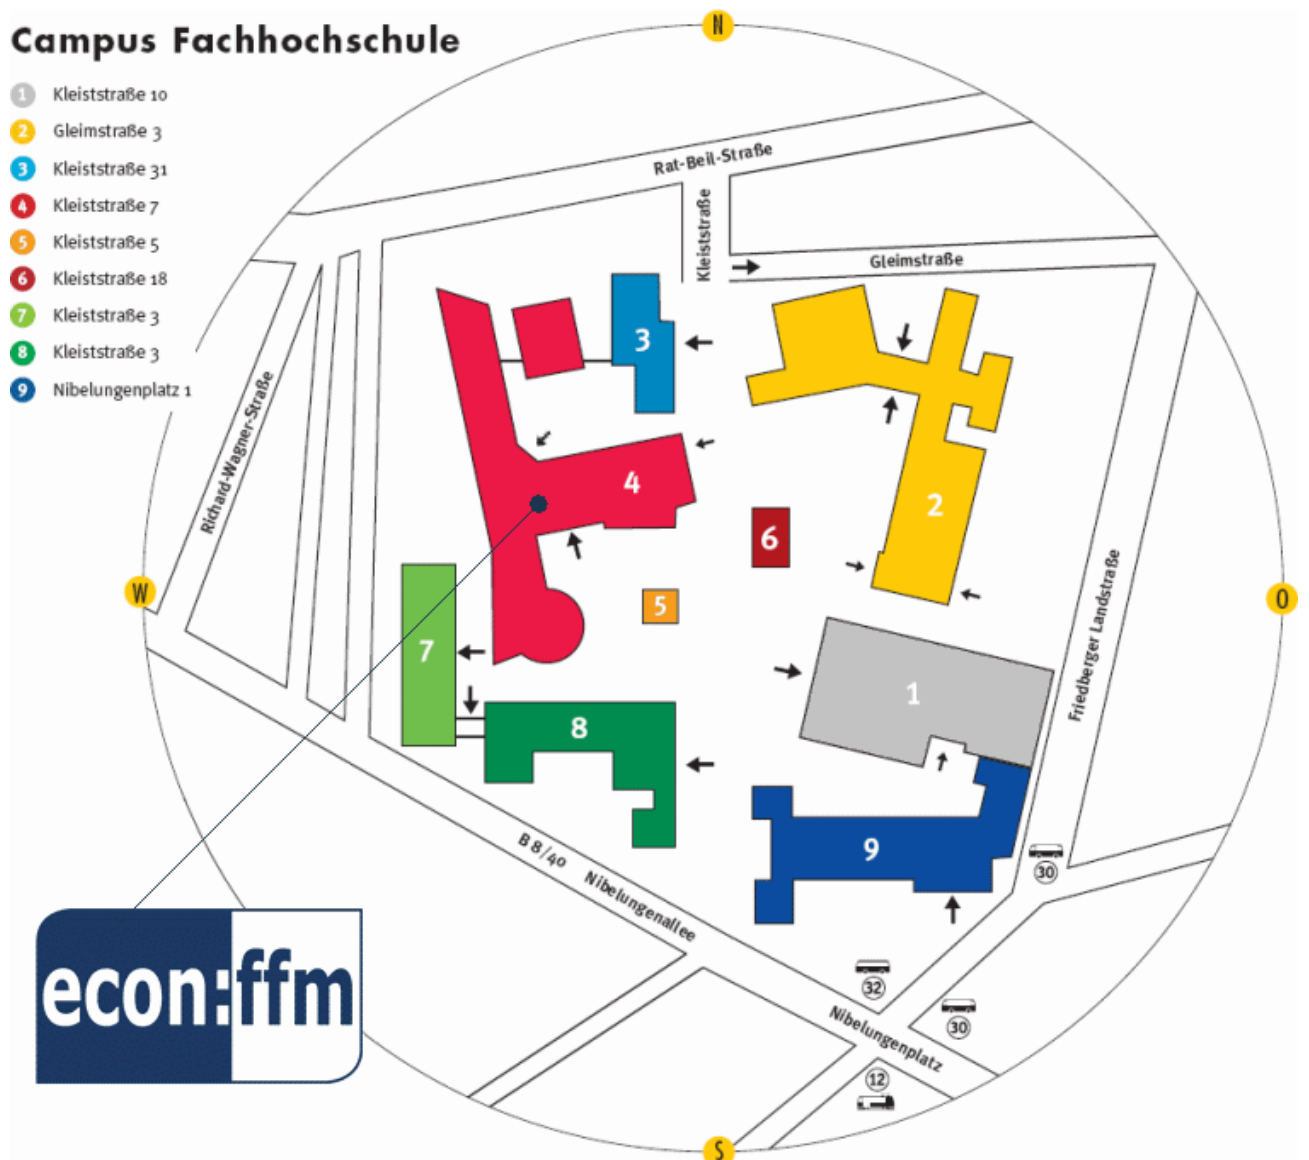 Campus Fachhochschule
1 Kleiststraße 10
2 Gleimstraße 3
3 Kleiststraße 31
4 Kleiststraße 7
5 Kleiststraße 5
6 Kleiststraße 18
7 Kleiststraße 3
8 Kleiststraße 3
9 Nibelungenplatz 1
N
Rat-Beil-Straße
Kleiststraße
Gleimstraße
Richard-Wagner-Straße
3
4
2
6
5
W
O
Friedberger Landstraße
7
1
8
9
B 8/40 Nibelungenallee
30
32
30
Nibelungenplatz
12
econ:ffm
S